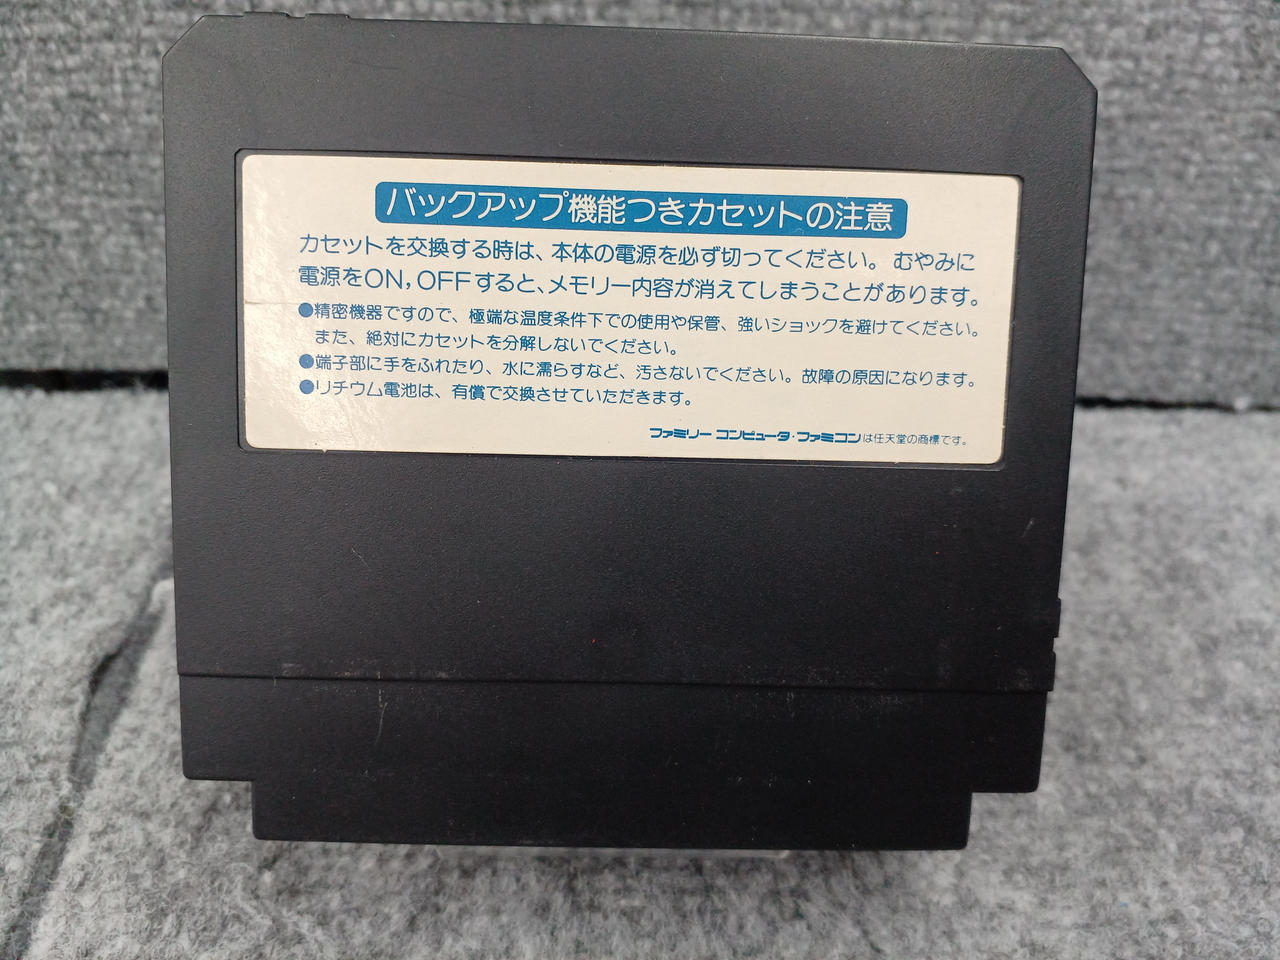 バックアップ機能つきカセットの注意
カセットを交換する時は、本体の電源を必ず切ってください。むやみに
電源をON,OFFすると、メモリー内容が消えてしまうことがあります。
●精密機器ですので、極端な温度条件下での使用や保管、強いショックを避けてください。
また、絶対にカセットを分解しないでください。
●端子部に手をふれたり、水に濡らすなど、汚さないでください。故障の原因になります。
●リチウム電池は、有償で交換させていただきます。
ファミリーコンピュータ・ファミコンは任天堂の商標です。